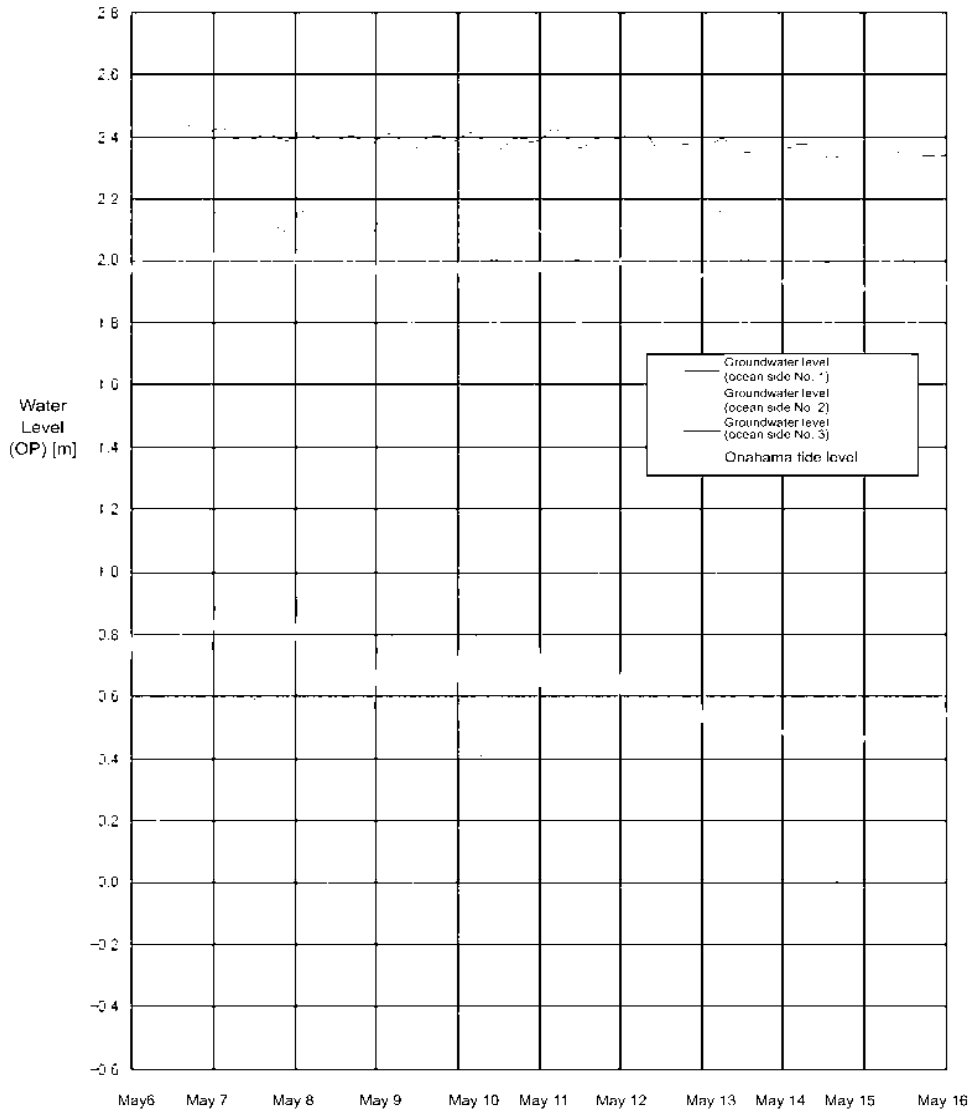 2.8
2.6
2.4
2.2
2.0
1.8
1.6
1.4
1.2
1.0
0.8
0.6
0.4
0.2
0.0
-0.2
-0.4
-0.6
Water
Level
(OP) [m]
Groundwater level
(ocean side No. 1)
Groundwater level
(ocean side No. 2)
Groundwater level
(ocean side No. 3)
Onahama tide level
May6 May 7 May 8 May 9 May 10 May 11 May 12 May 13 May 14 May 15 May 16